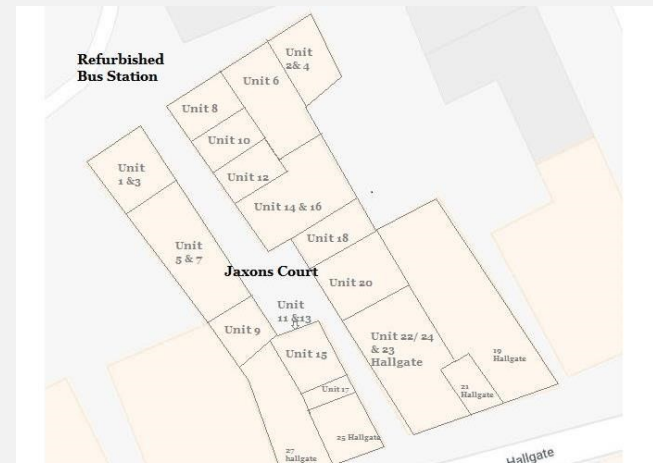 Refurbished
Bus Station
Unit
2& 4
Unit 6
Unit 8
Unit 10
Unit 12
Unit
1 &3
Unit 14 & 16
Unit 18
Unit
5 & 7
Jaxons Court
Unit 20
Unit
11 &13
Unit 9
Unit 15
Unit 22/ 24
& 23
Hallgate
19
Hallgate
Unit 17
21
Hallgate
25 Hallgate
27
hallgate
Hallgate